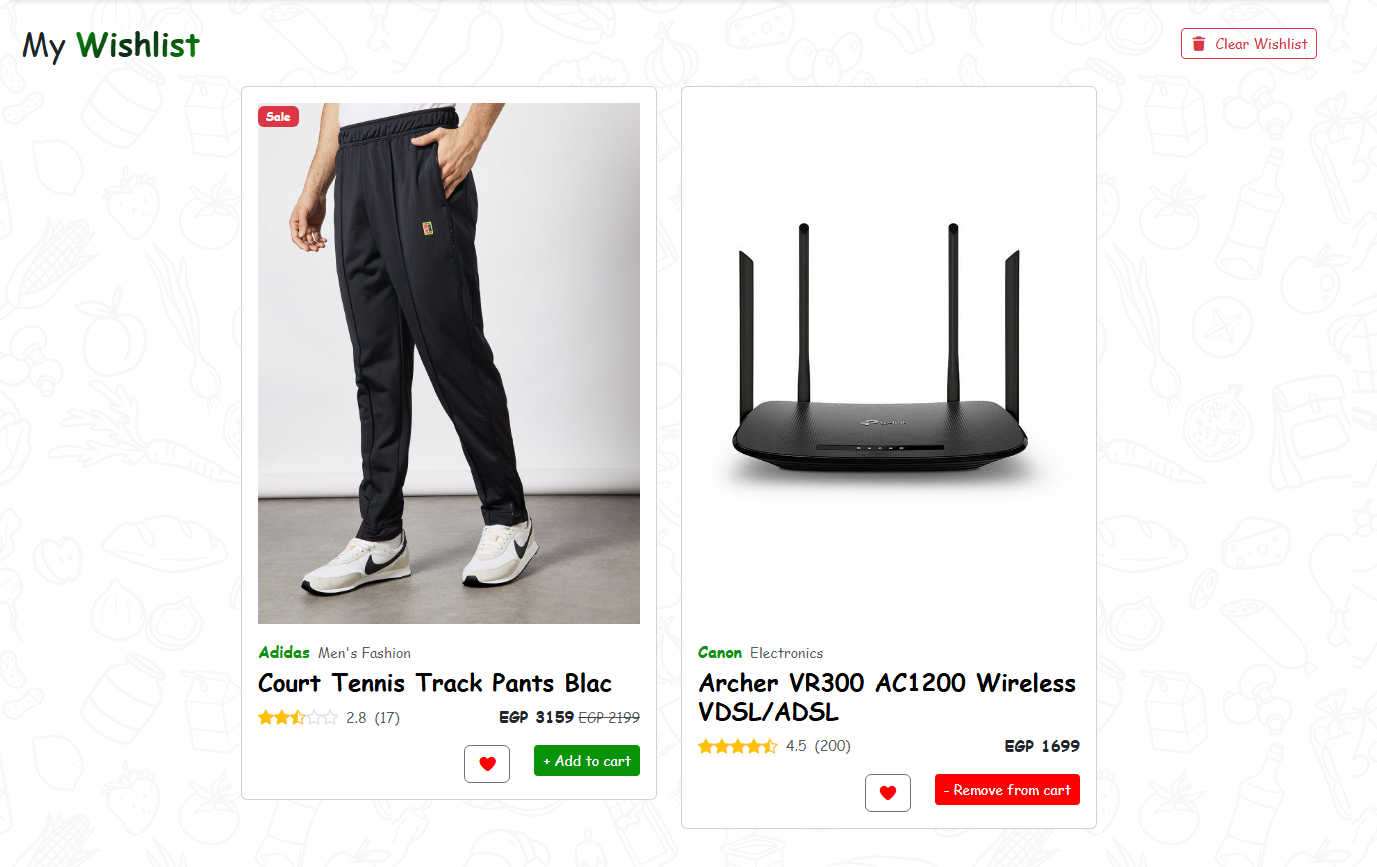 My Wishlist
Clear Wishlist
Sale
Adidas Men's Fashion
Court Tennis Track Pants Blac
2.8 (17) EGP 3159 EGP 2199
+ Add to cart
Canon Electronics
Archer VR300 AC1200 Wireless
VDSL/ADSL
4.5 (200) EGP 1699
- Remove from cart